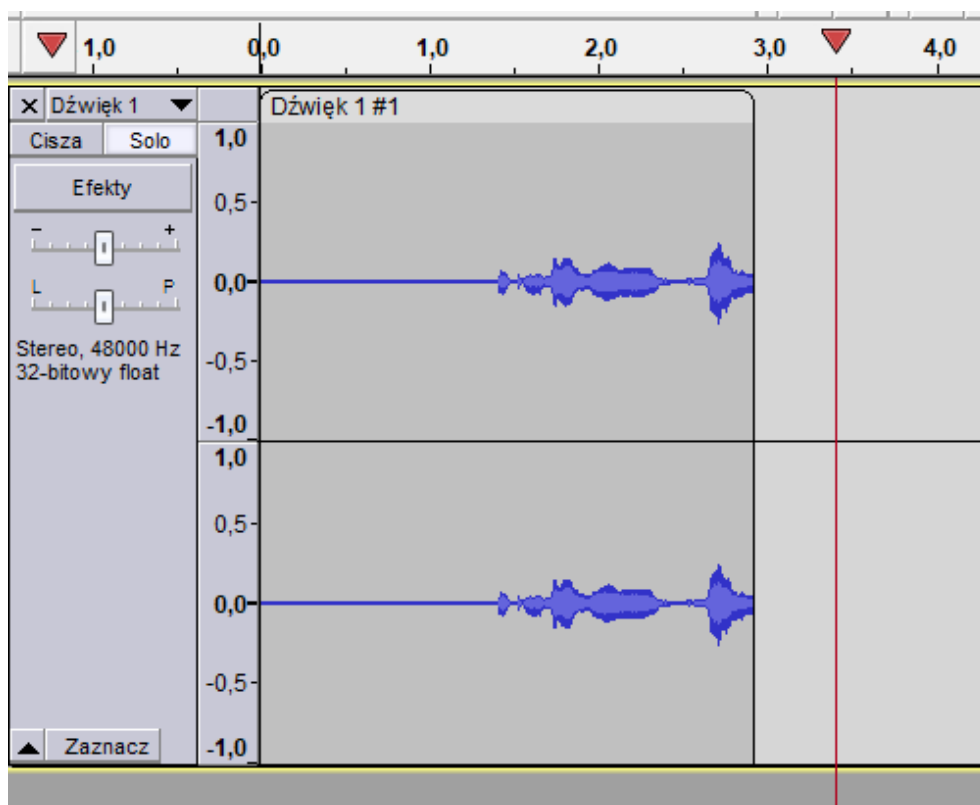 1,0 0,0 1,0 2,0 3,0 4,0
× Dźwięk 1
Dźwięk 1 #1
Cisza Solo
Efekty
- +
L P
Stereo, 48000 Hz
32-bitowy float
Zaznacz
1,0
0,5-
0,0-
-0,5-
-1,0
1,0
0,5-
0,0-
-0,5-
-1,0